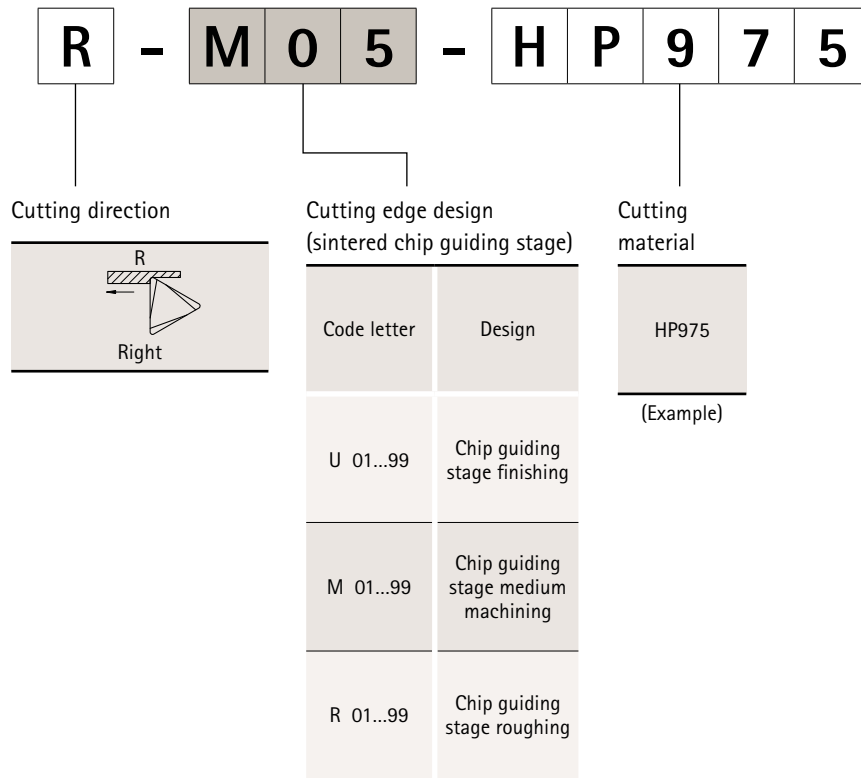 R - M 0 5 - H P 9 7 5
Cutting direction
R
Right
Cutting edge design
(sintered chip guiding stage)
Code letter
Design
U 01...99
Chip guiding
stage finishing
M 01...99
Chip guiding
stage medium
machining
R 01...99
Chip guiding
stage roughing
Cutting
material
HP975
(Example)